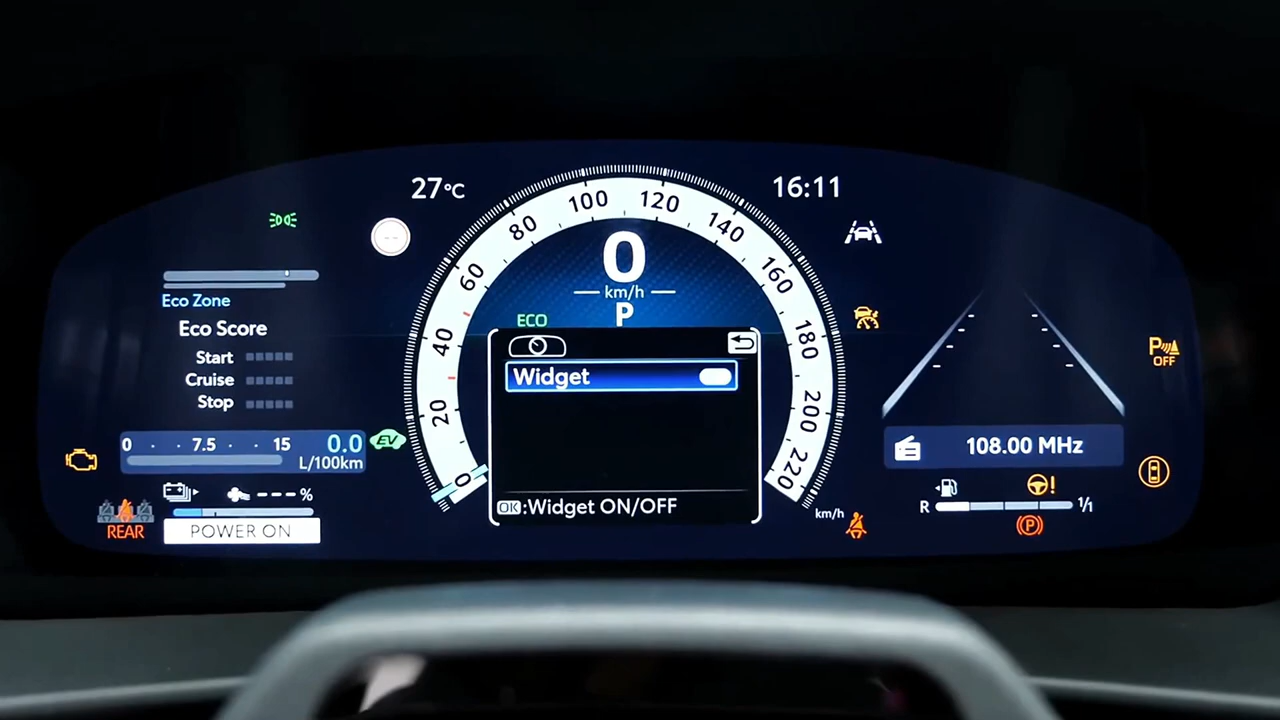 27°C
16:11
Eco Zone
Eco Score
Start
Cruise
Stop
0 7.5 15 0.0
L/100km
EV
--- %
REAR
POWER ON
0
20
40
60
80
100
120
140
160
180
200
220
km/h
0
km/h
P
ECO
Widget
OK:Widget ON/OFF
P
OFF
108.00 MHz
R 1/1
!
(P)